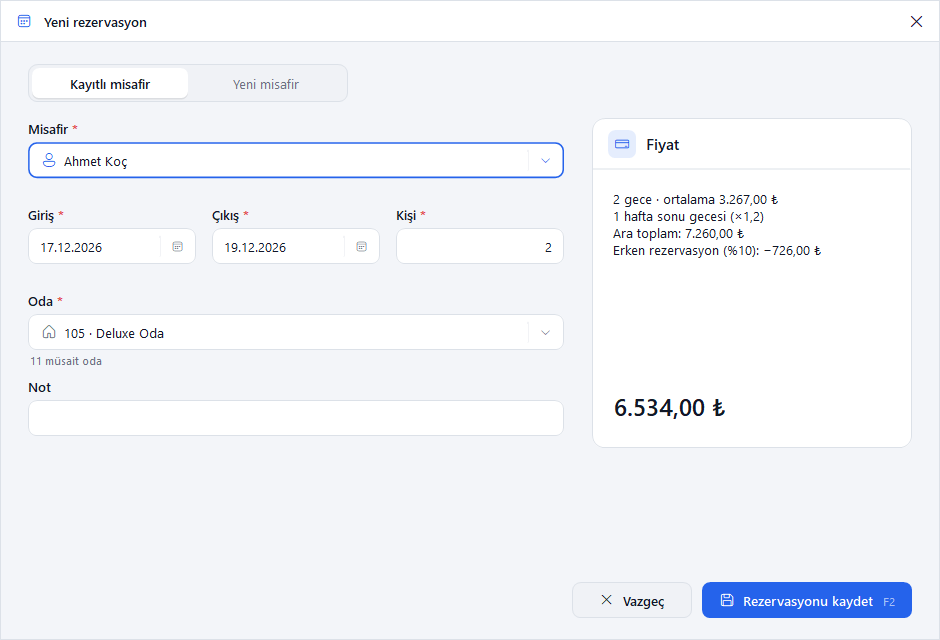 Yeni rezervasyon
Kayıtlı misafir
Yeni misafir
Misafir *
Ahmet Koç
Giriş *
Çıkış *
Kişi *
17.12.2026
19.12.2026
2
Oda *
105 · Deluxe Oda
11 müsait oda
Not
Fiyat
2 gece · ortalama 3.267,00 ₺
1 hafta sonu gecesi (×1,2)
Ara toplam: 7.260,00 ₺
Erken rezervasyon (%10): −726,00 ₺
6.534,00 ₺
Vazgeç
Rezervasyonu kaydet F2